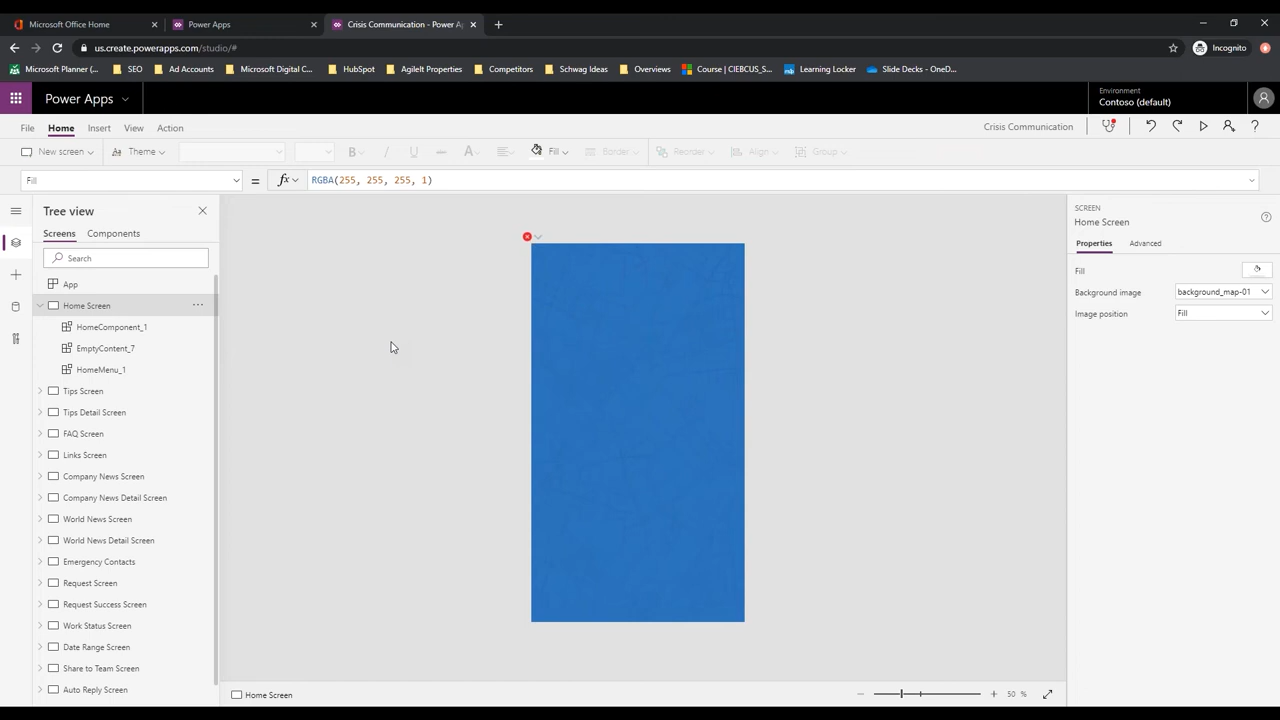 Microsoft Office Home
Power Apps
Crisis Communication - Power A
us.create.powerapps.com/studio/#
Incognito
Microsoft Planner (...
SEO
Ad Accounts
Microsoft Digital C...
HubSpot
AgileIt Properties
Competitors
Schwag Ideas
Overviews
Course | CIEBCUS_S...
Learning Locker
Slide Decks - OneD...
Power Apps
Environment
Contoso (default)
File
Home
Insert
View
Action
Crisis Communication
New screen
Theme
B
I
U
A
Fill
Border
Reorder
Align
Group
Fill
=
fx
RGBA(255, 255, 255, 1)
Tree view
Screens
Components
Search
App
Home Screen
HomeComponent_1
EmptyContent_7
HomeMenu_1
Tips Screen
Tips Detail Screen
FAQ Screen
Links Screen
Company News Screen
Company News Detail Screen
World News Screen
World News Detail Screen
Emergency Contacts
Request Screen
Request Success Screen
Work Status Screen
Date Range Screen
Share to Team Screen
Auto Reply Screen
SCREEN
Home Screen
Properties
Advanced
Fill
Background image
background_map-01
Image position
Fill
Home Screen
50 %